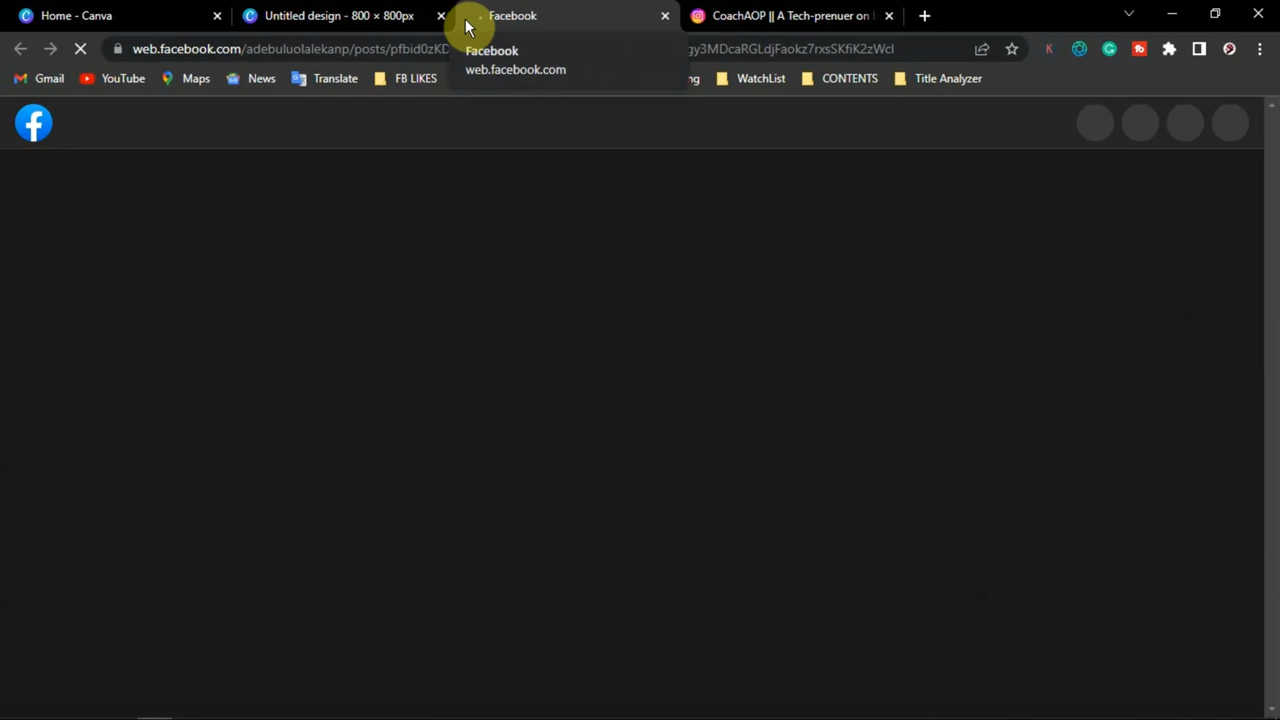 Home - Canva
Untitled design - 800 × 800px
Facebook
CoachAOP || A Tech-prenuer on
web.facebook.com/adebuluolalekanp/posts/pfbid0zKD
gy3MDcaRGLdjFaokz7rxsSKfiK2zWcl
Facebook
web.facebook.com
Gmail
YouTube
Maps
News
Translate
FB LIKES
ng
WatchList
CONTENTS
Title Analyzer